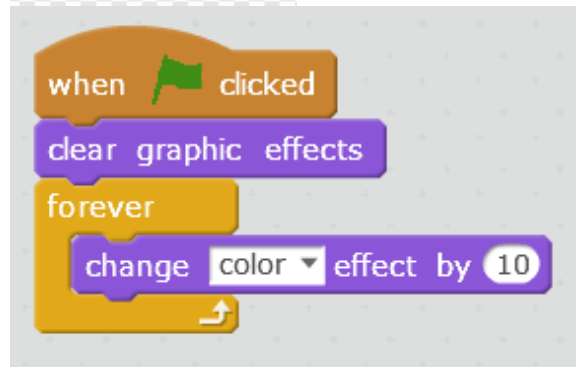 when clicked
clear graphic effects
forever
change color effect by 10